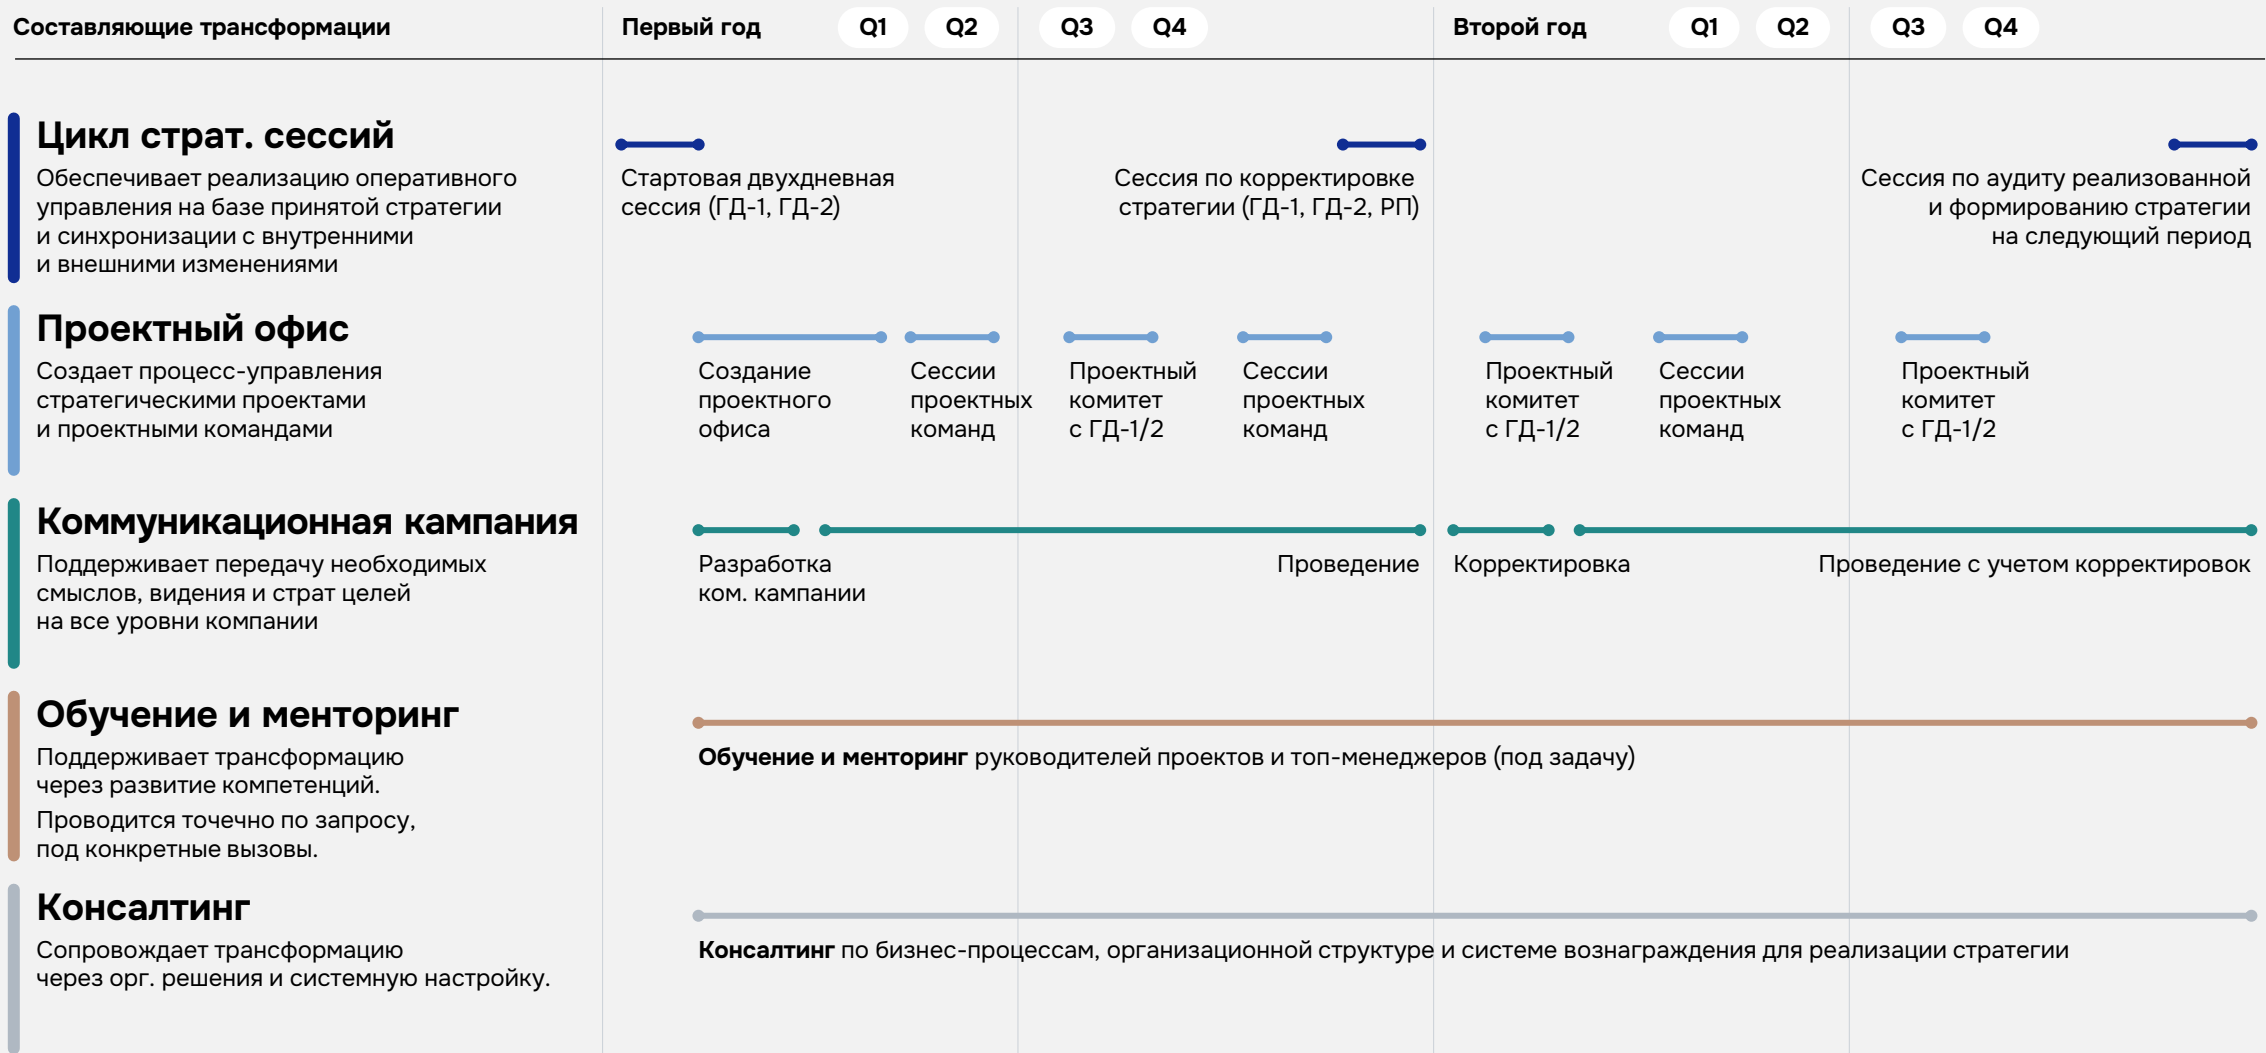 Составляющие трансформации
Первый год Q1 Q2 Q3 Q4
Второй год Q1 Q2 Q3 Q4
Цикл страт. сессий
Обеспечивает реализацию оперативного
управления на базе принятой стратегии
и синхронизации с внутренними
и внешними изменениями
Стартовая двухдневная
сессия (ГД-1, ГД-2)
Сессия по корректировке
стратегии (ГД-1, ГД-2, РП)
Сессия по аудиту реализованной
и формированию стратегии
на следующий период
Проектный офис
Создает процесс-управления
стратегическими проектами
и проектными командами
Создание
проектного
офиса
Сессии
проектных
команд
Проектный
комитет
с ГД-1/2
Сессии
проектных
команд
Проектный
комитет
с ГД-1/2
Сессии
проектных
команд
Проектный
комитет
с ГД-1/2
Коммуникационная кампания
Поддерживает передачу необходимых
смыслов, видения и страт целей
на все уровни компании
Разработка
ком. кампании
Проведение
Корректировка
Проведение с учетом корректировок
Обучение и менторинг
Поддерживает трансформацию
через развитие компетенций.
Проводится точечно по запросу,
под конкретные вызовы.
Обучение и менторинг руководителей проектов и топ-менеджеров (под задачу)
Консалтинг
Сопровождает трансформацию
через орг. решения и системную настройку.
Консалтинг по бизнес-процессам, организационной структуре и системе вознаграждения для реализации стратегии